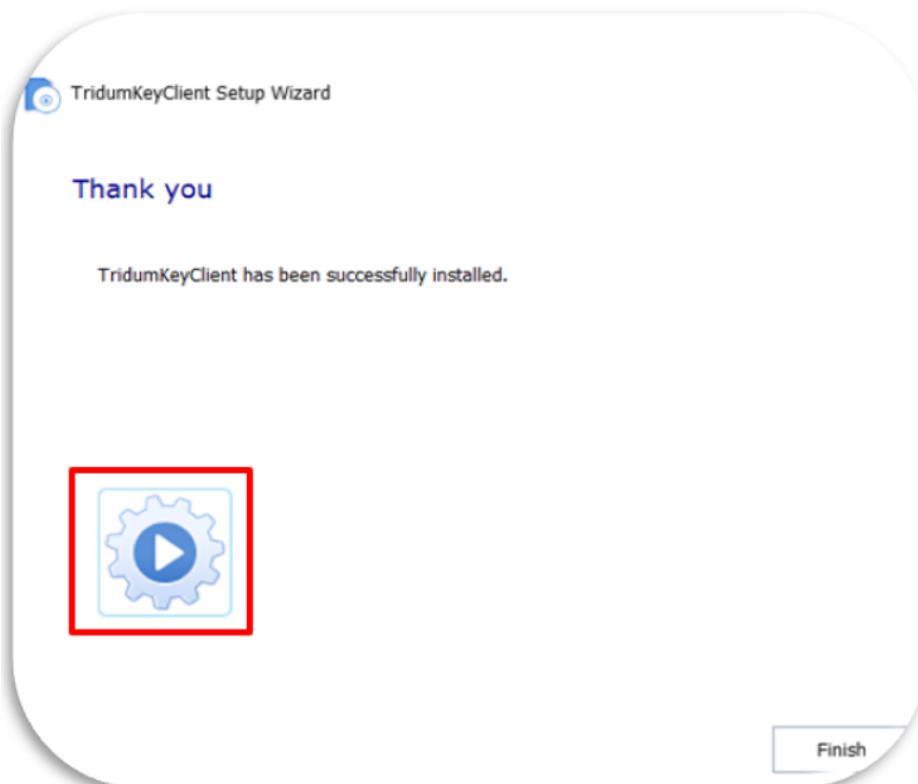 TridumKeyClient Setup Wizard
Thank you
TridumKeyClient has been successfully installed.
Finish